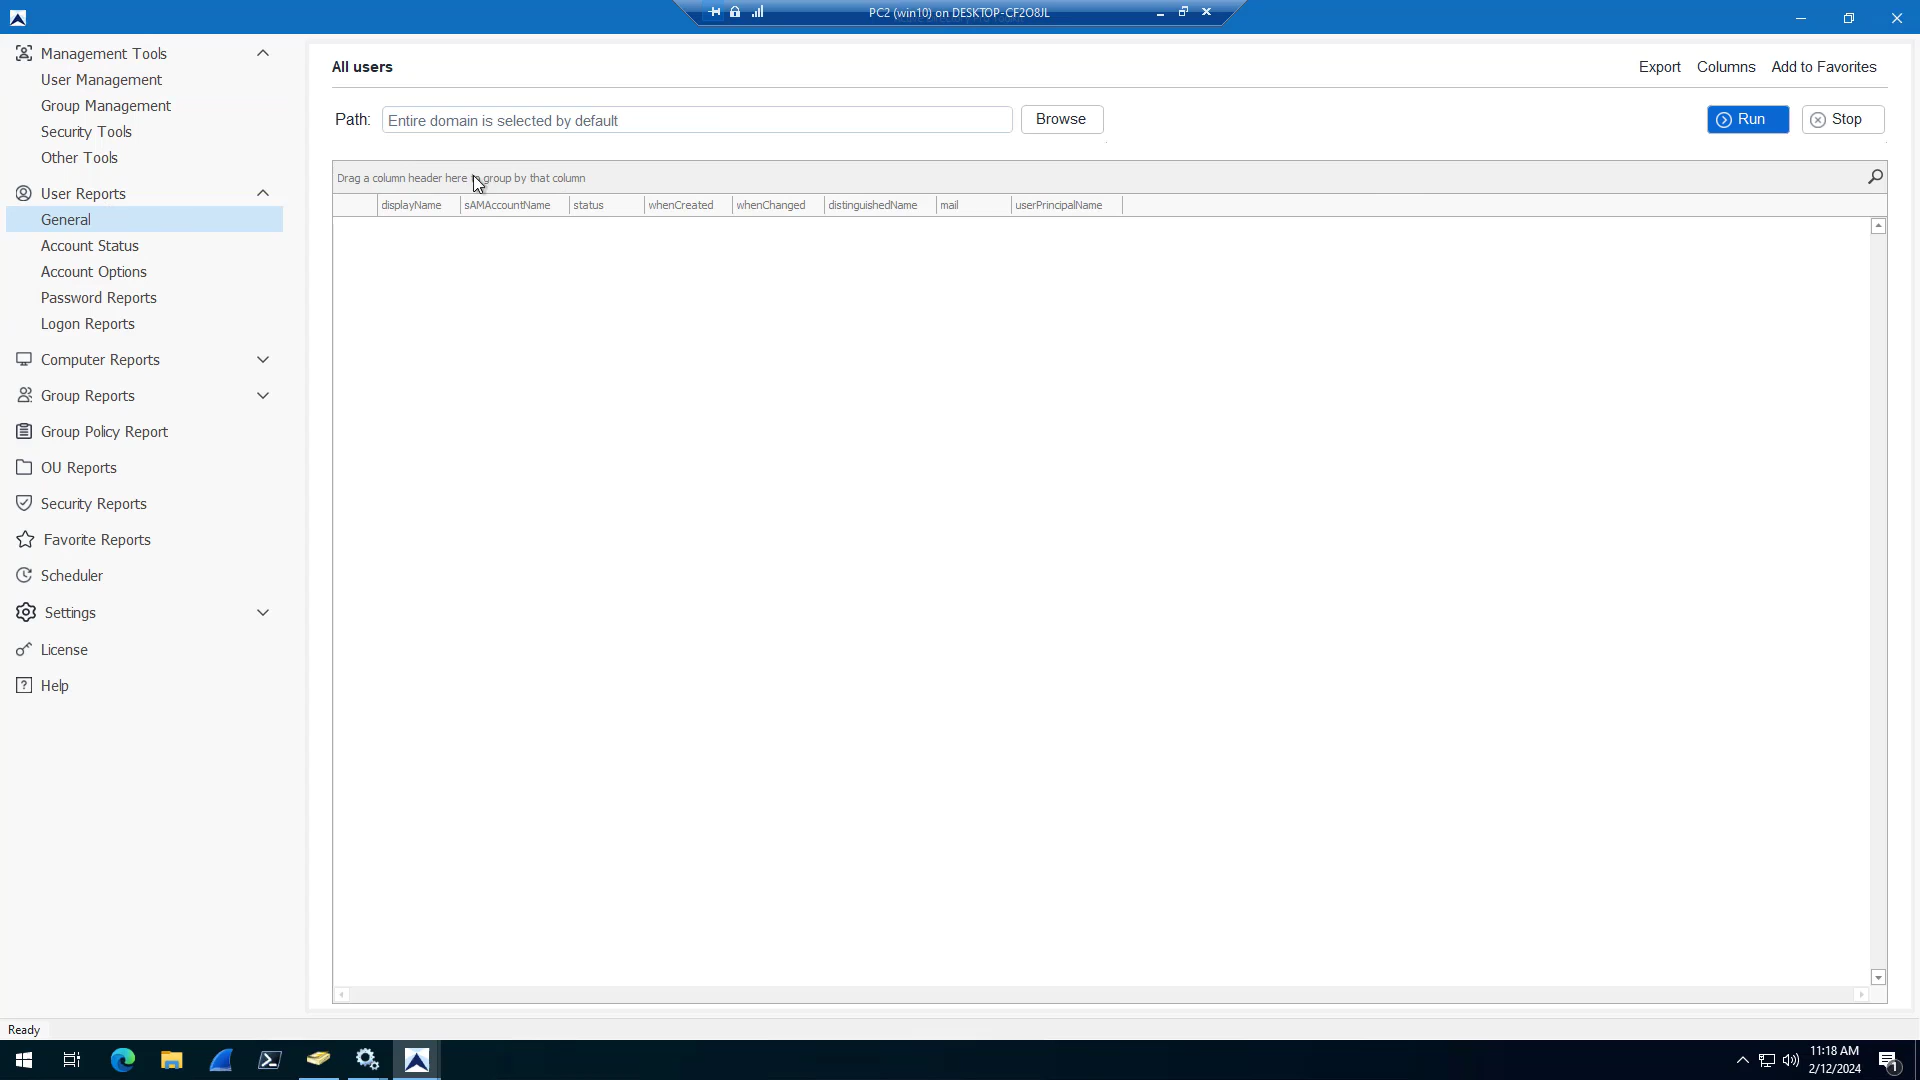 PC2 (win10) on DESKTOP-CF2O8JL
Management Tools
User Management
Group Management
Security Tools
Other Tools
User Reports
General
Account Status
Account Options
Password Reports
Logon Reports
Computer Reports
Group Reports
Group Policy Report
OU Reports
Security Reports
Favorite Reports
Scheduler
Settings
License
Help
All users
Export Columns Add to Favorites
Path: Entire domain is selected by default Browse Run Stop
Drag a column header here to group by that column
displayName sAMAccountName status whenCreated whenChanged distinguishedName mail userPrincipalName
Ready
11:18 AM
2/12/2024
1